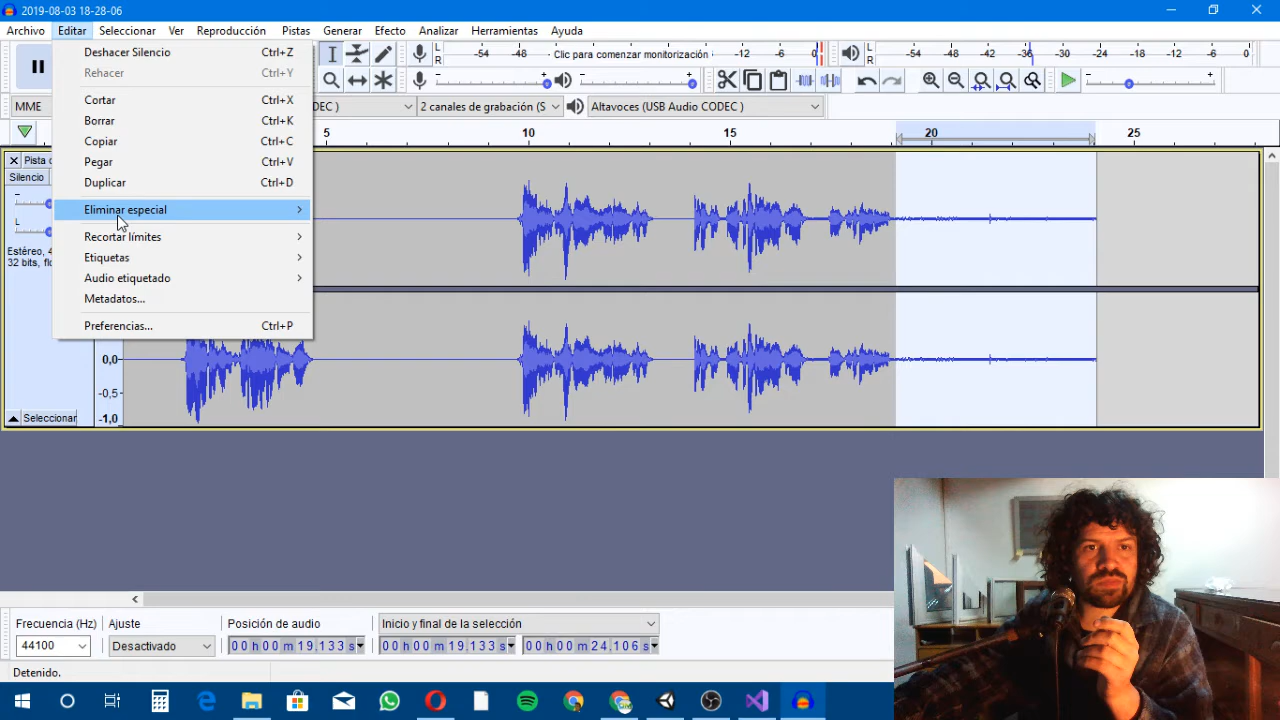 2019-08-03 18-28-06
Archivo Editar Seleccionar Ver Reproducción Pistas Generar Efecto Analizar Herramientas Ayuda
Deshacer Silencio Ctrl+Z
Rehacer Ctrl+Y
Cortar Ctrl+X
Borrar Ctrl+K
Copiar Ctrl+C
Pegar Ctrl+V
Duplicar Ctrl+D
Eliminar especial
Recortar límites
Etiquetas
Audio etiquetado
Metadatos...
Preferencias... Ctrl+P
L R -54 -48 -42 Clic para comenzar monitorización -12 -6 0
L R -54 -48 -42 -36 -30 -24 -18 -12 -6 0
MME DEC ) 2 canales de grabación (S Altavoces (USB Audio CODEC )
5 10 15 20 25
Pista
Silencio
L
Estéreo, 4
32 bits, flo
0,0
-0,5
-1,0
Seleccionar
Frecuencia (Hz) Ajuste Posición de audio Inicio y final de la selección
44100 Desactivado 00 h 00 m 19.133 s 00 h 00 m 19.133 s 00 h 00 m 24.106 s
Detenido.